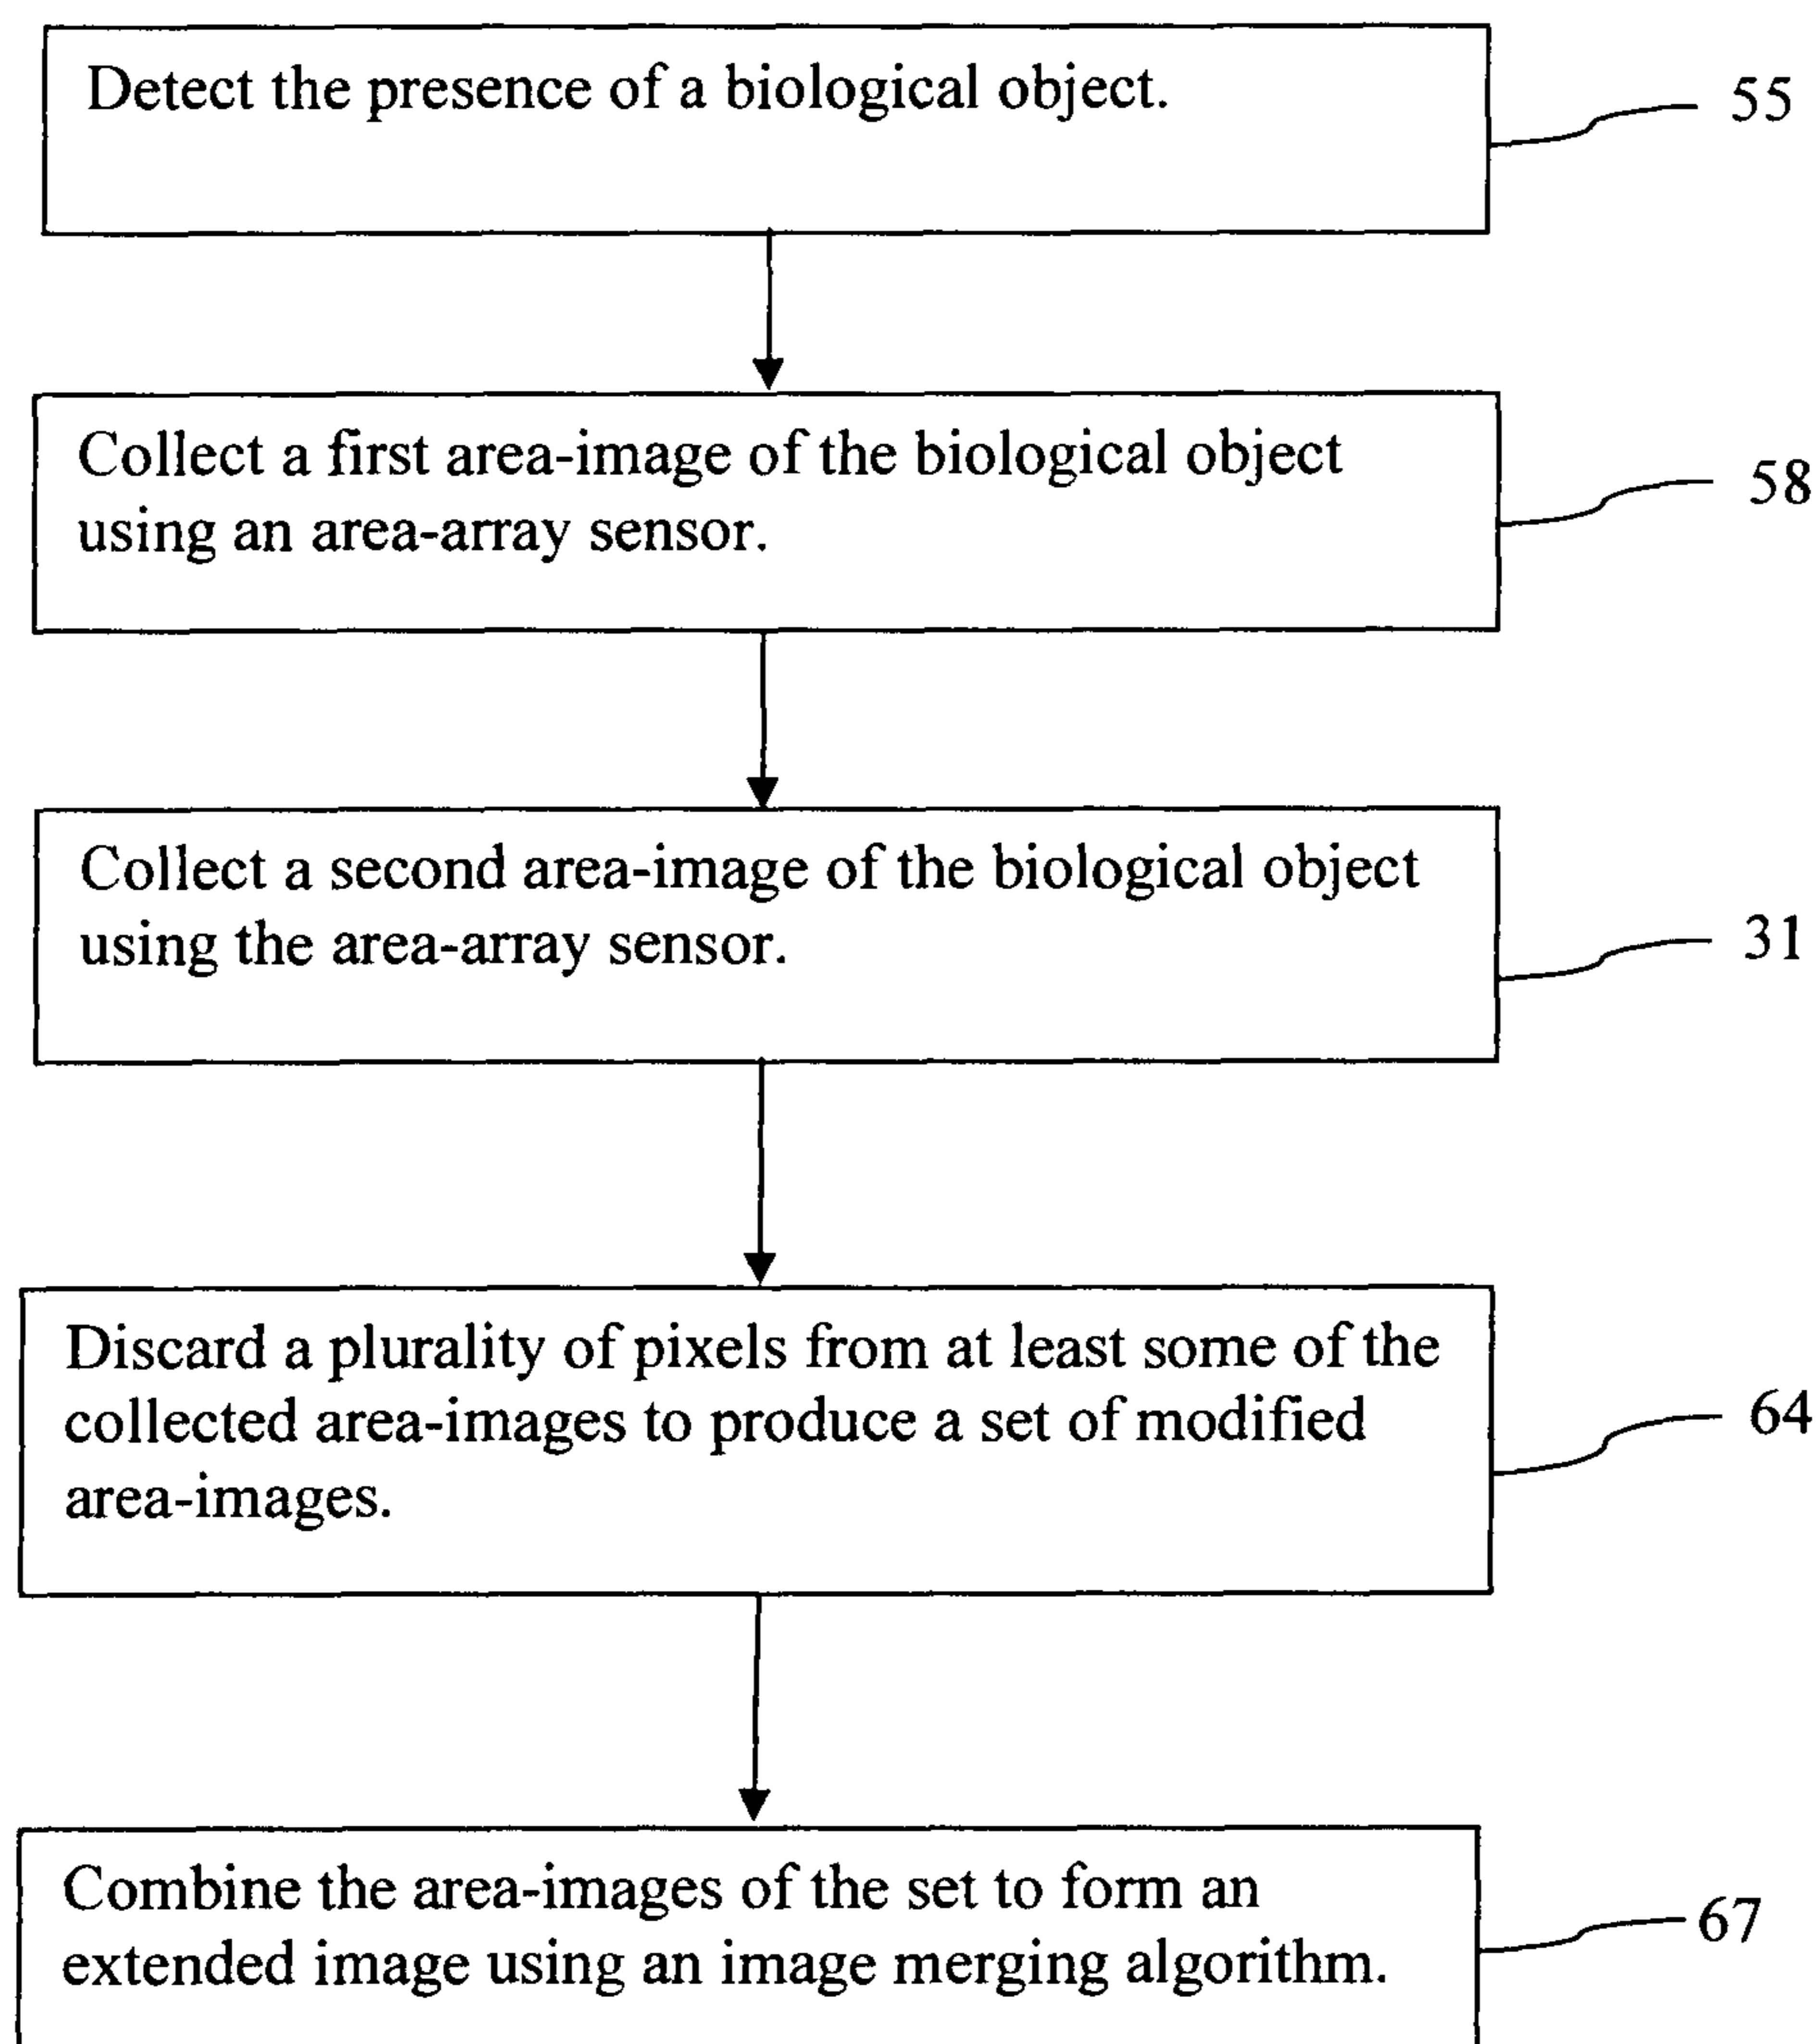 Detect the presence of a biological object.
55
Collect a first area-image of the biological object
using an area-array sensor.
58
Collect a second area-image of the biological object
using the area-array sensor.
31
Discard a plurality of pixels from at least some of the
collected area-images to produce a set of modified
area-images.
64
Combine the area-images of the set to form an
extended image using an image merging algorithm.
67